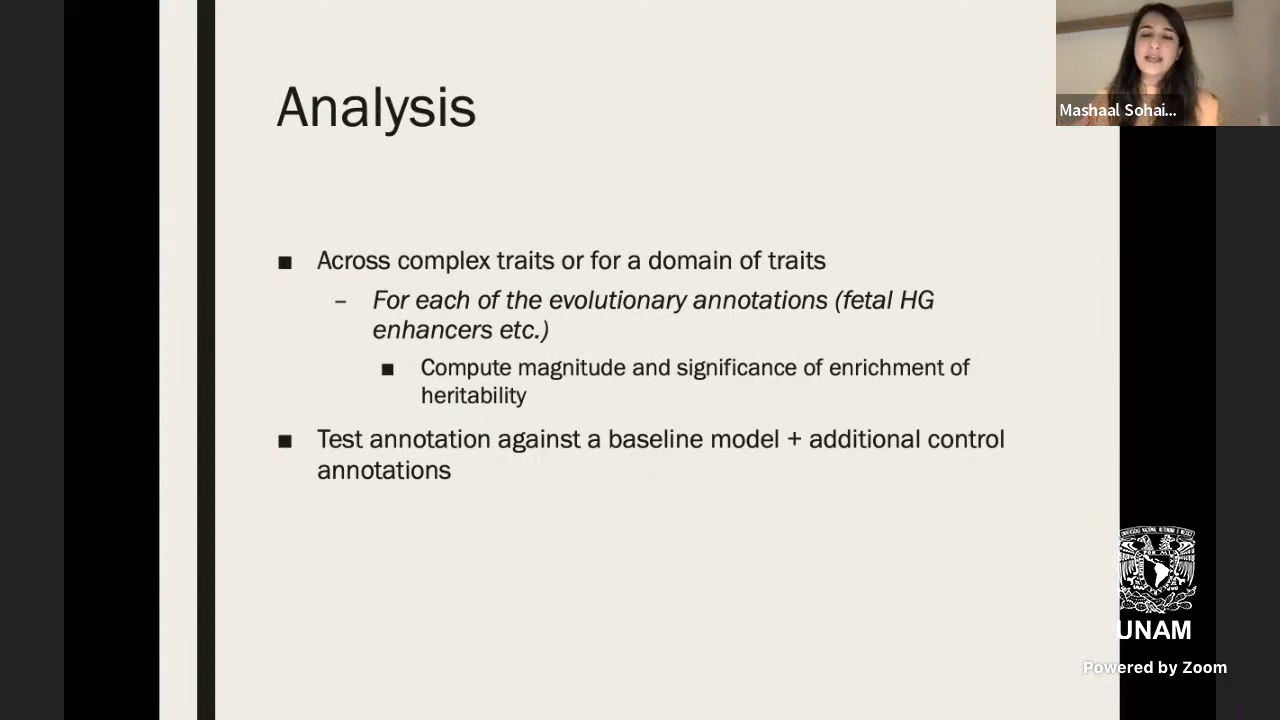 Analysis
Mashaal Sohai...
■ Across complex traits or for a domain of traits
– For each of the evolutionary annotations (fetal HG
enhancers etc.)
■ Compute magnitude and significance of enrichment of
heritability
■ Test annotation against a baseline model + additional control
annotations
UNAM
Powered by Zoom